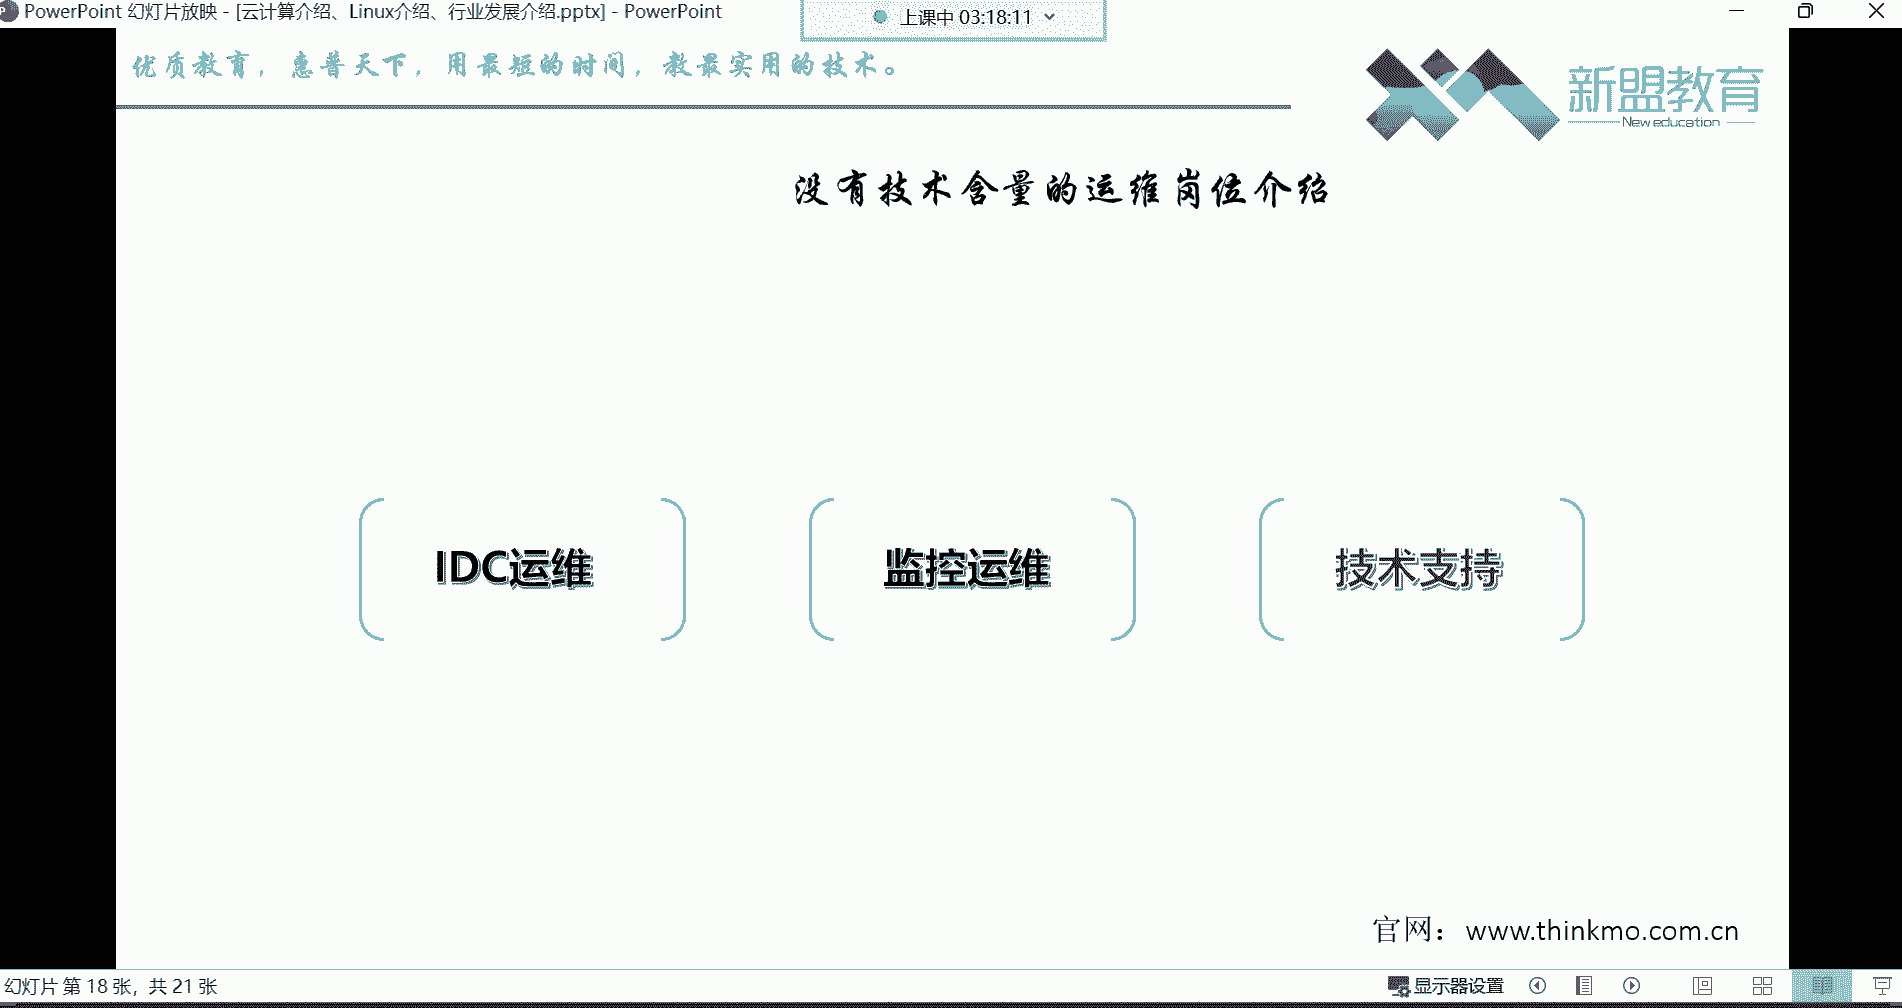 PowerPoint 幻灯片放映 - [云计算介绍、Linux介绍、行业发展介绍.pptx] - PowerPoint
上课中 03:18:11
优质教育，惠普天下，用最短的时间，教最实用的技术。
新盟教育
New education
没有技术含量的运维岗位介绍
IDC运维
监控运维
技术支持
官网：www.thinkmo.com.cn
幻灯片 第 18 张，共 21 张
显示器设置